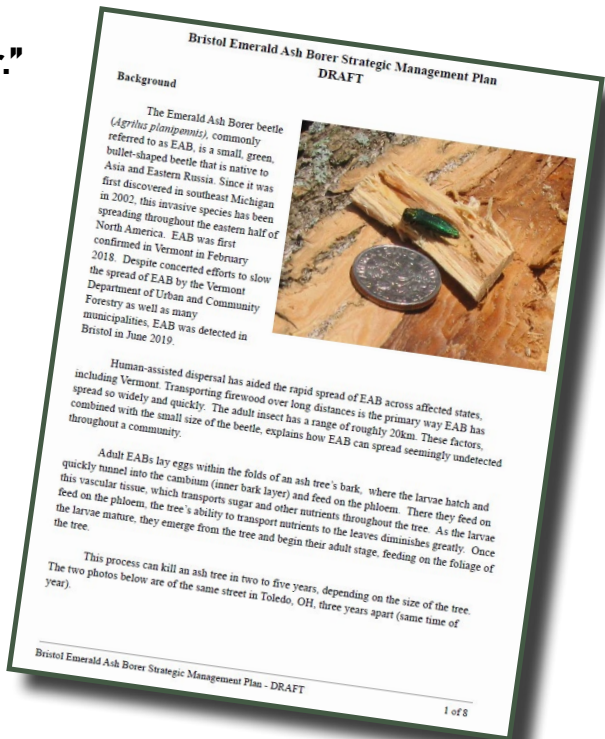 ."
Bristol Emerald Ash Borer Strategic Management Plan
DRAFT
Background
The Emerald Ash Borer beetle
(Agrilus planipennis), commonly
referred to as EAB, is a small, green,
bullet-shaped beetle that is native to
Asia and Eastern Russia. Since it was
first discovered in southeast Michigan
in 2002, this invasive species has been
spreading throughout the eastern half of
North America. EAB was first
confirmed in Vermont in February
2018. Despite concerted efforts to slow
the spread of EAB by the Vermont
Department of Urban and Community
Forestry as well as many
municipalities, EAB was detected in
Bristol in June 2019.
Human-assisted dispersal has aided the rapid spread of EAB across affected states,
including Vermont. Transporting firewood over long distances is the primary way EAB has
spread so widely and quickly. The adult insect has a range of roughly 20km. These factors,
combined with the small size of the beetle, explains how EAB can spread seemingly undetected
throughout a community.
Adult EABs lay eggs within the folds of an ash tree's bark, where the larvae hatch and
quickly tunnel into the cambium (inner bark layer) and feed on the phloem. There they feed on
this vascular tissue, which transports sugar and other nutrients throughout the tree. As the larvae
feed on the phloem, the tree's ability to transport nutrients to the leaves diminishes greatly. Once
the larvae mature, they emerge from the tree and begin their adult stage, feeding on the foliage of
the tree.
This process can kill an ash tree in two to five years, depending on the size of the tree.
The two photos below are of the same street in Toledo, OH, three years apart (same time of
year).
Bristol Emerald Ash Borer Strategic Management Plan - DRAFT
1 of 8